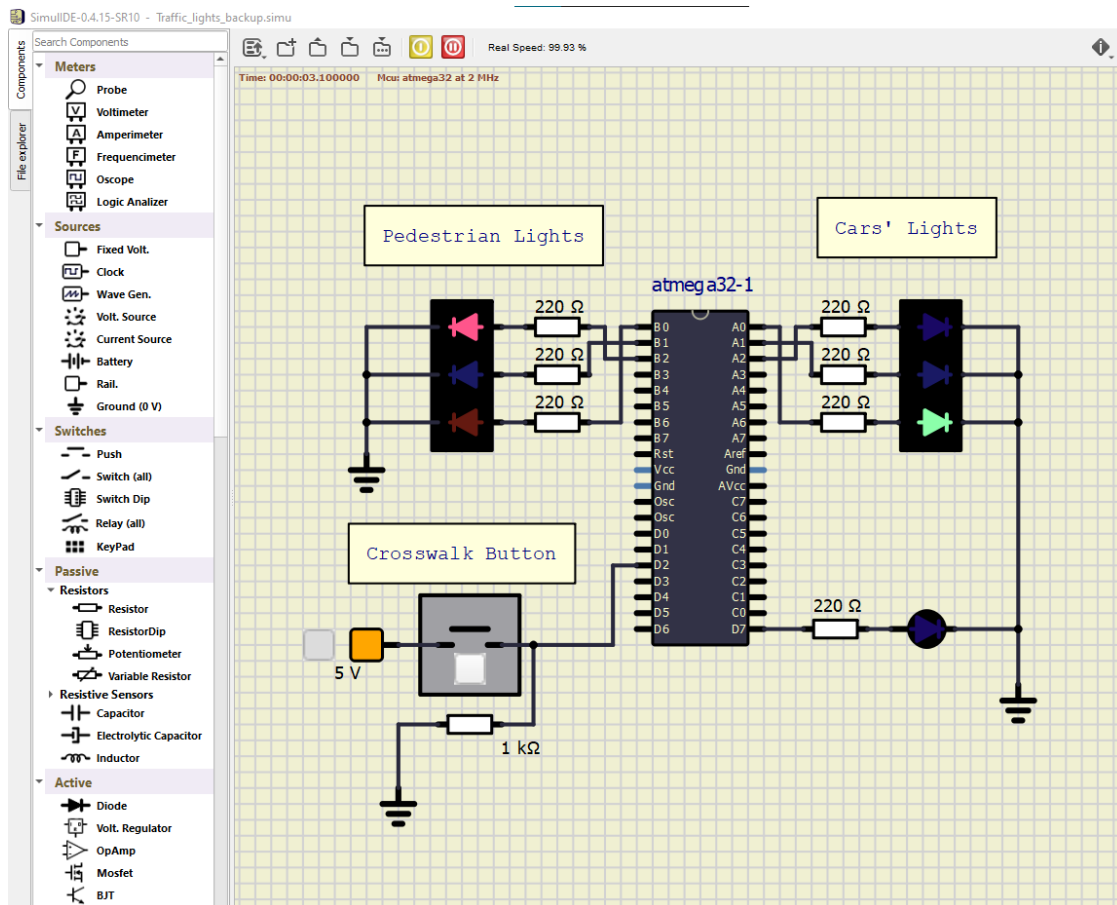 SimulIDE-0.4.15-SR10 - Traffic_lights_backup.simu
Components
File explorer
Search Components
Meters
Probe
Voltimeter
Amperimeter
Frequencimeter
Oscope
Logic Analizer
Sources
Fixed Volt.
Clock
Wave Gen.
Volt. Source
Current Source
Battery
Rail.
Ground (0 V)
Switches
Push
Switch (all)
Switch Dip
Relay (all)
KeyPad
Passive
Resistors
Resistor
ResistorDip
Potentiometer
Variable Resistor
Resistive Sensors
Capacitor
Electrolytic Capacitor
Inductor
Active
Diode
Volt. Regulator
OpAmp
Mosfet
BJT
Real Speed: 99.93 %
Time: 00:00:03.100000 Mcu: atmega32 at 2 MHz
Pedestrian Lights
Cars' Lights
atmega32-1
220 Ω
220 Ω
220 Ω
220 Ω
220 Ω
220 Ω
B0 A0
B1 A1
B2 A2
B3 A3
B4 A4
B5 A5
B6 A6
B7 A7
Rst Aref
Vcc Gnd
Gnd AVcc
Osc C7
Osc C6
D0 C5
D1 C4
D2 C3
D3 C2
D4 C1
D5 C0
D6 D7
Crosswalk Button
220 Ω
5 V
1 kΩ